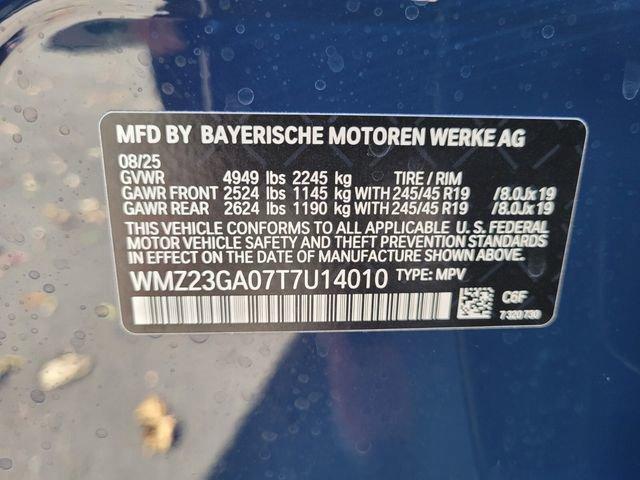 MFD BY BAYERISCHE MOTOREN WERKE AG
08/25
GVWR 4949 lbs 2245 kg TIRE / RIM
GAWR FRONT 2524 lbs 1145 kg WITH 245/45 R19 /8.0Jx19
GAWR REAR 2624 lbs 1190 kg WITH 245/45 R19 /8.0Jx19
THIS VEHICLE CONFORMS TO ALL APPLICABLE U. S. FEDERAL
MOTOR VEHICLE SAFETY AND THEFT PREVENTION STANDARDS
IN EFFECT ON THE DATE OF MANUFACTURE SHOWN ABOVE.
WMZ23GA07T7U14010 TYPE: MPV
C6F
7 320 730